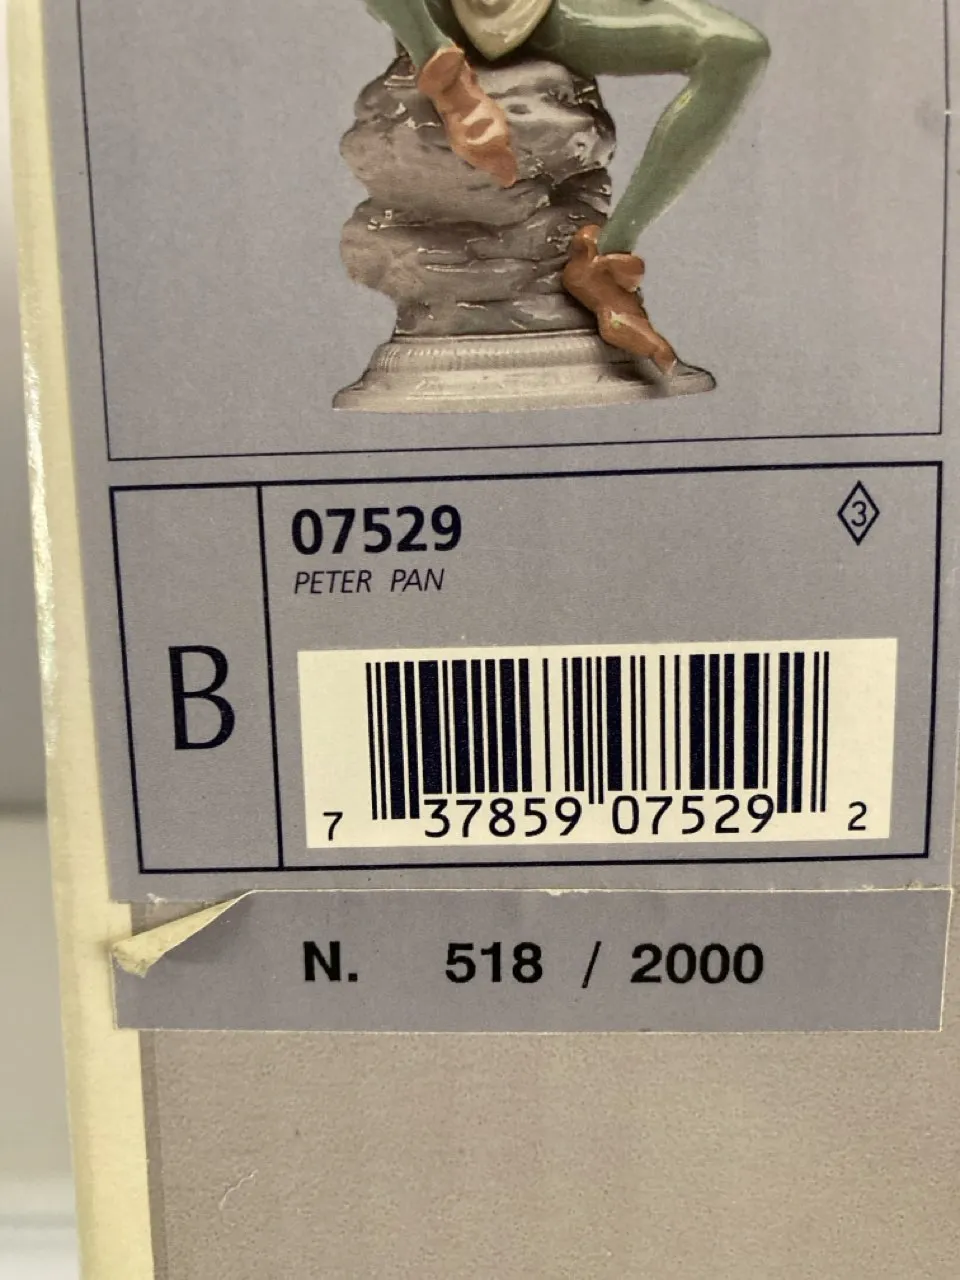 07529
3
PETER PAN
B
7 37859 07529 2
N. 518 / 2000